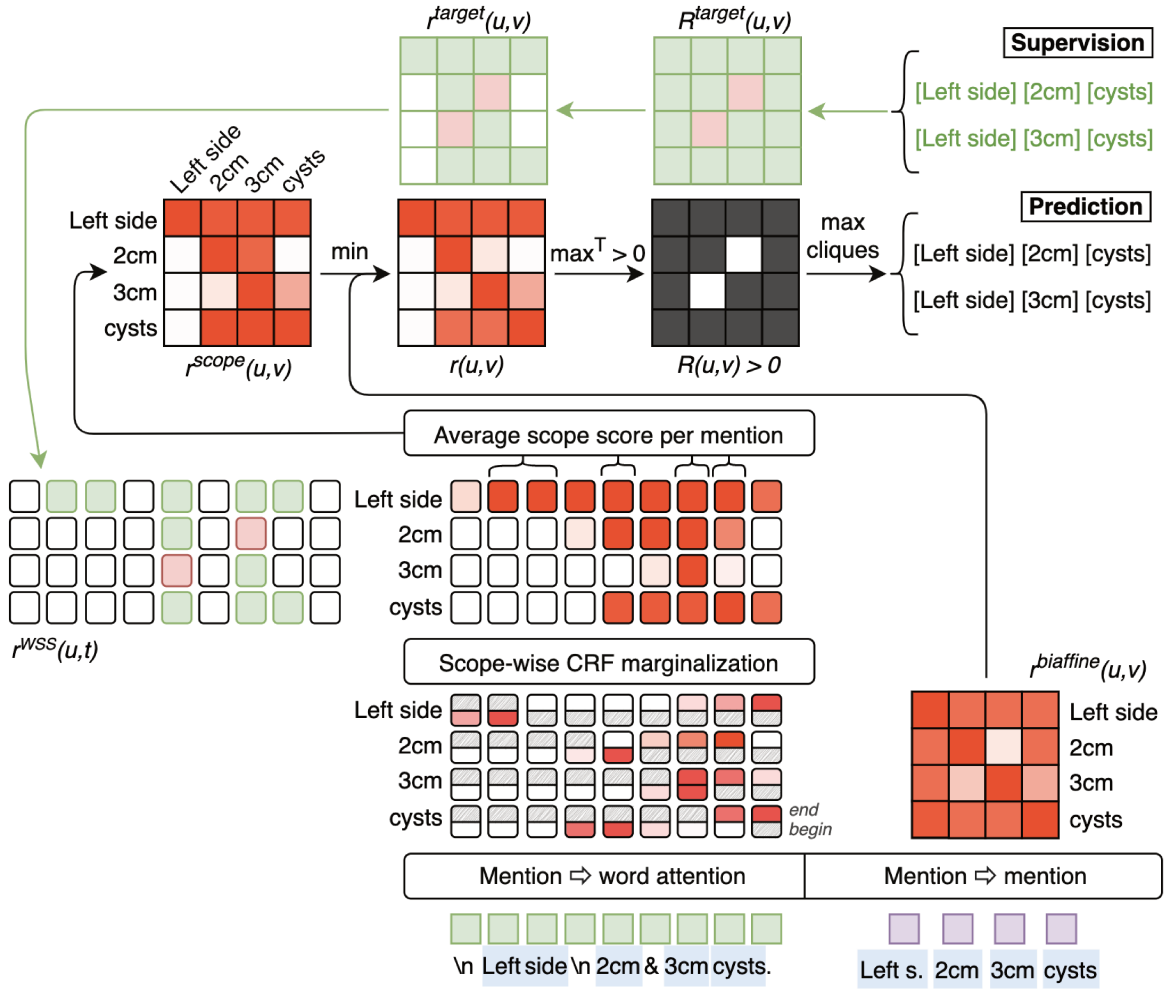 r^target(u,v)
R^target(u,v)
Supervision
[Left side] [2cm] [cysts]
[Left side] [3cm] [cysts]
Left side
2cm
3cm
cysts
Left side
2cm
3cm
cysts
r^scope(u,v)
min
r(u,v)
max^T > 0
R(u,v) > 0
max
cliques
Prediction
[Left side] [2cm] [cysts]
[Left side] [3cm] [cysts]
Average scope score per mention
Left side
2cm
3cm
cysts
r^WSS(u,t)
Scope-wise CRF marginalization
Left side
2cm
3cm
cysts
end
begin
r^biaffine(u,v)
Left side
2cm
3cm
cysts
Mention ⇨ word attention
Mention ⇨ mention
\n Left side \n 2cm & 3cm cysts.
Left s. 2cm 3cm cysts